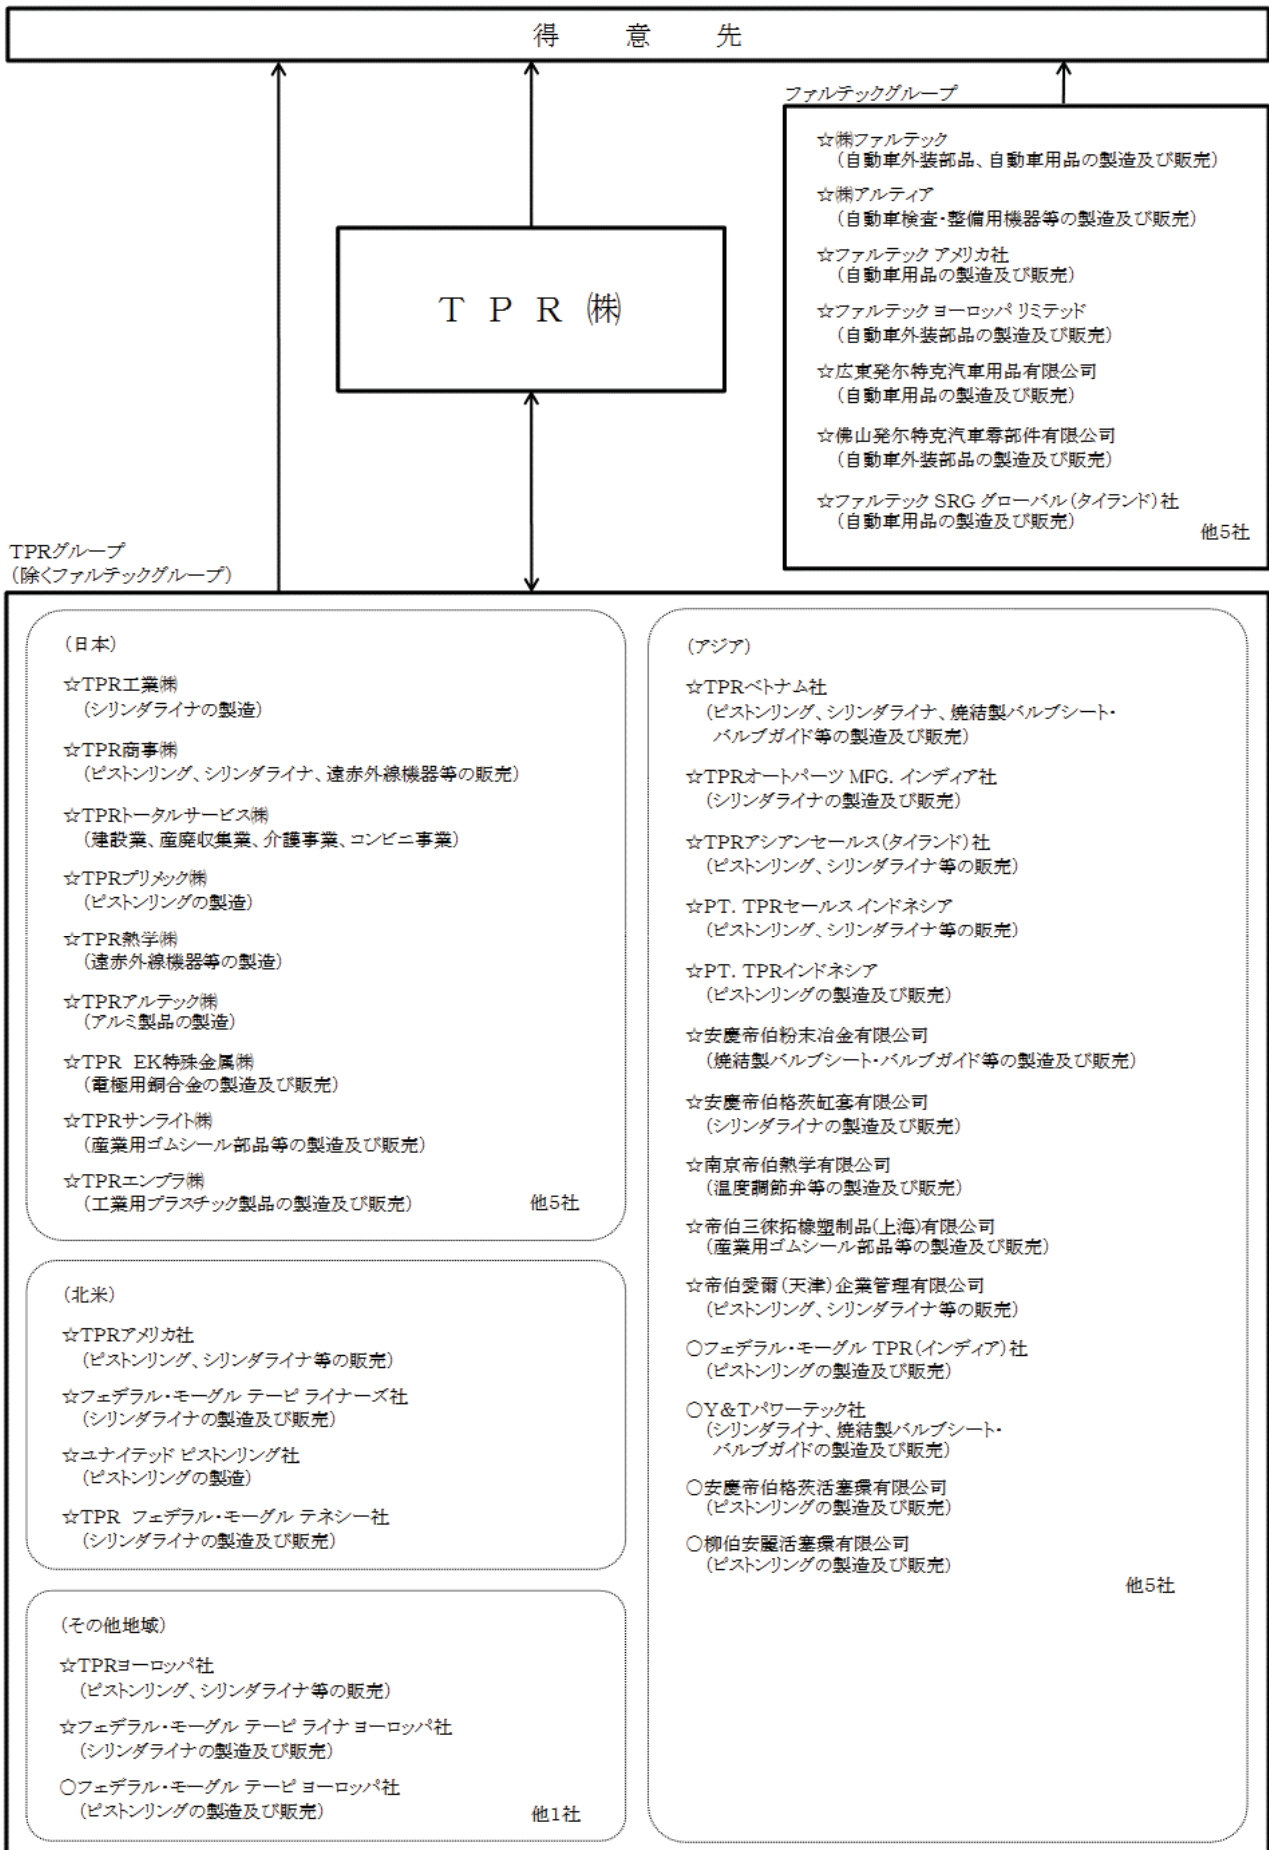 得意先
ファルテックグループ
☆㈱ファルテック
(自動車外装部品、自動車用品の製造及び販売)
☆㈱アルティア
(自動車検査・整備用機器等の製造及び販売)
☆ファルテック アメリカ社
(自動車用品の製造及び販売)
☆ファルテック ヨーロッパ リミテッド
(自動車外装部品の製造及び販売)
☆広東発尓特克汽車用品有限公司
(自動車用品の製造及び販売)
☆佛山発尓特克汽車零部件有限公司
(自動車外装部品の製造及び販売)
☆ファルテック SRG グローバル(タイランド)社
(自動車用品の製造及び販売)
他5社
TPR㈱
TPRグループ
(除くファルテックグループ)
(日本)
☆TPR工業㈱
(シリンダライナの製造)
☆TPR商事㈱
(ピストンリング、シリンダライナ、遠赤外線機器等の販売)
☆TPRトータルサービス㈱
(建設業、産廃収集業、介護事業、コンビニ事業)
☆TPRプリメック㈱
(ピストンリングの製造)
☆TPR熱学㈱
(遠赤外線機器等の製造)
☆TPRアルテック㈱
(アルミ製品の製造)
☆TPR EK特殊金属㈱
(電極用銅合金の製造及び販売)
☆TPRサンライト㈱
(産業用ゴムシール部品等の製造及び販売)
☆TPRエンプラ㈱
(工業用プラスチック製品の製造及び販売)
他5社
(北米)
☆TPRアメリカ社
(ピストンリング、シリンダライナ等の販売)
☆フェデラル・モーグル テーピ ライナーズ社
(シリンダライナの製造及び販売)
☆ユナイテッド ピストンリング社
(ピストンリングの製造)
☆TPR フェデラル・モーグル テネシー社
(シリンダライナの製造及び販売)
(その他地域)
☆TPRヨーロッパ社
(ピストンリング、シリンダライナ等の販売)
☆フェデラル・モーグル テーピ ライナ ヨーロッパ社
(シリンダライナの製造及び販売)
○フェデラル・モーグル テーピ ヨーロッパ社
(ピストンリングの製造及び販売)
他1社
(アジア)
☆TPRベトナム社
(ピストンリング、シリンダライナ、焼結製バルブシート・
バルブガイド等の製造及び販売)
☆TPRオートパーツ MFG. インディア社
(シリンダライナの製造及び販売)
☆TPRアシアンセールス(タイランド)社
(ピストンリング、シリンダライナ等の販売)
☆PT. TPRセールス インドネシア
(ピストンリング、シリンダライナ等の販売)
☆PT. TPRインドネシア
(ピストンリングの製造及び販売)
☆安慶帝伯粉末冶金有限公司
(焼結製バルブシート・バルブガイド等の製造及び販売)
☆安慶帝伯格茨缸套有限公司
(シリンダライナの製造及び販売)
☆南京帝伯熱学有限公司
(温度調節弁等の製造及び販売)
☆帝伯三徠拓橡塑制品(上海)有限公司
(産業用ゴムシール部品等の製造及び販売)
☆帝伯愛爾(天津)企業管理有限公司
(ピストンリング、シリンダライナ等の販売)
○フェデラル・モーグル TPR(インディア)社
(ピストンリングの製造及び販売)
○Y&Tパワーテック社
(シリンダライナ、焼結製バルブシート・
バルブガイドの製造及び販売)
○安慶帝伯格茨活塞環有限公司
(ピストンリングの製造及び販売)
○柳伯安麗活塞環有限公司
(ピストンリングの製造及び販売)
他5社